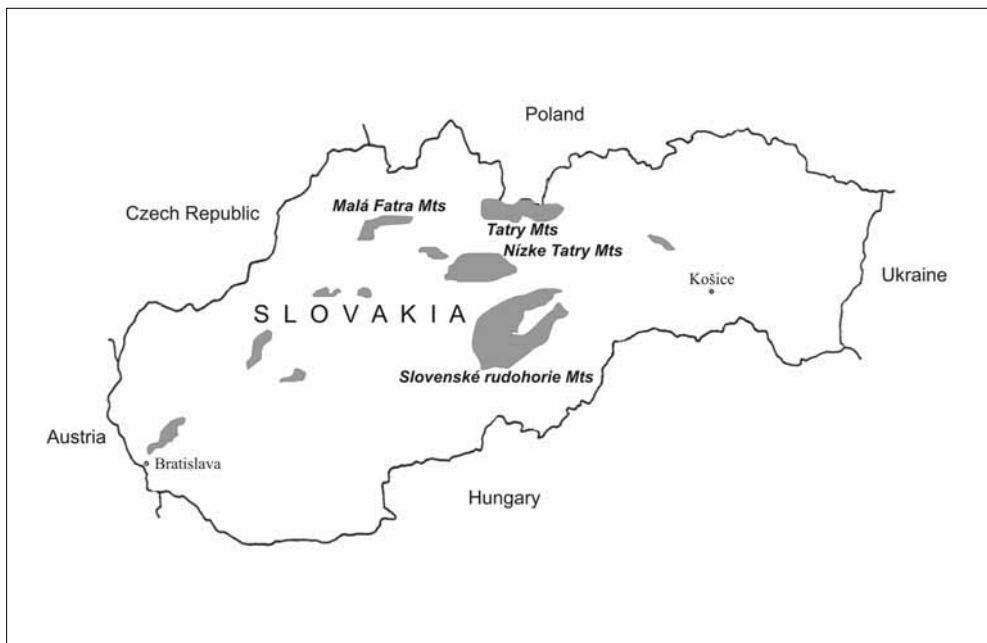 Poland
Czech Republic
Malá Fatra Mts
Tatry Mts
Nízke Tatry Mts
Ukraine
Košice
SLOVAKIA
Slovenské rudohorie Mts
Austria
Bratislava
Hungary